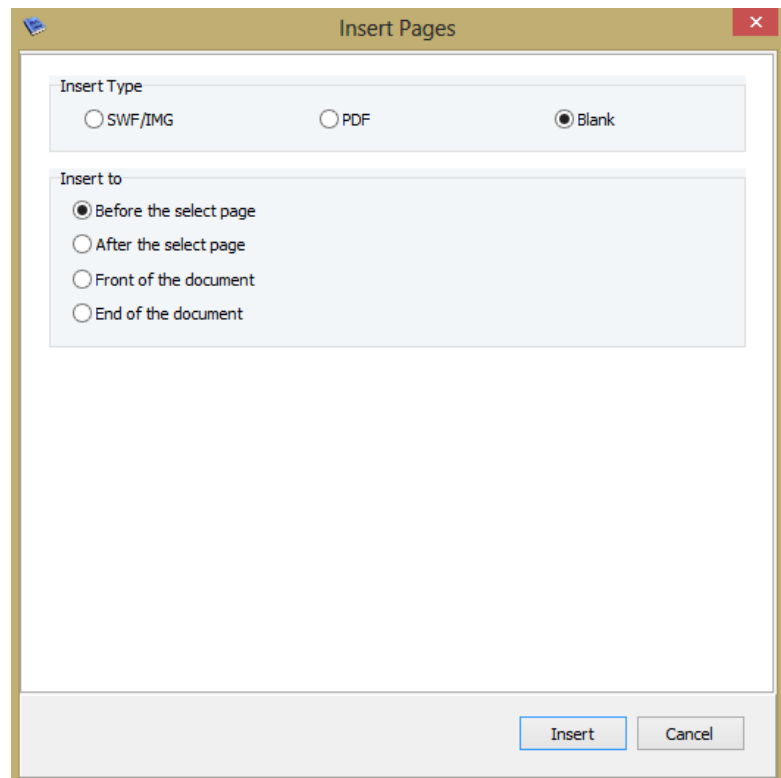 Insert Pages
Insert Type
SWF/IMG PDF Blank
Insert to
Before the select page
After the select page
Front of the document
End of the document
Insert Cancel